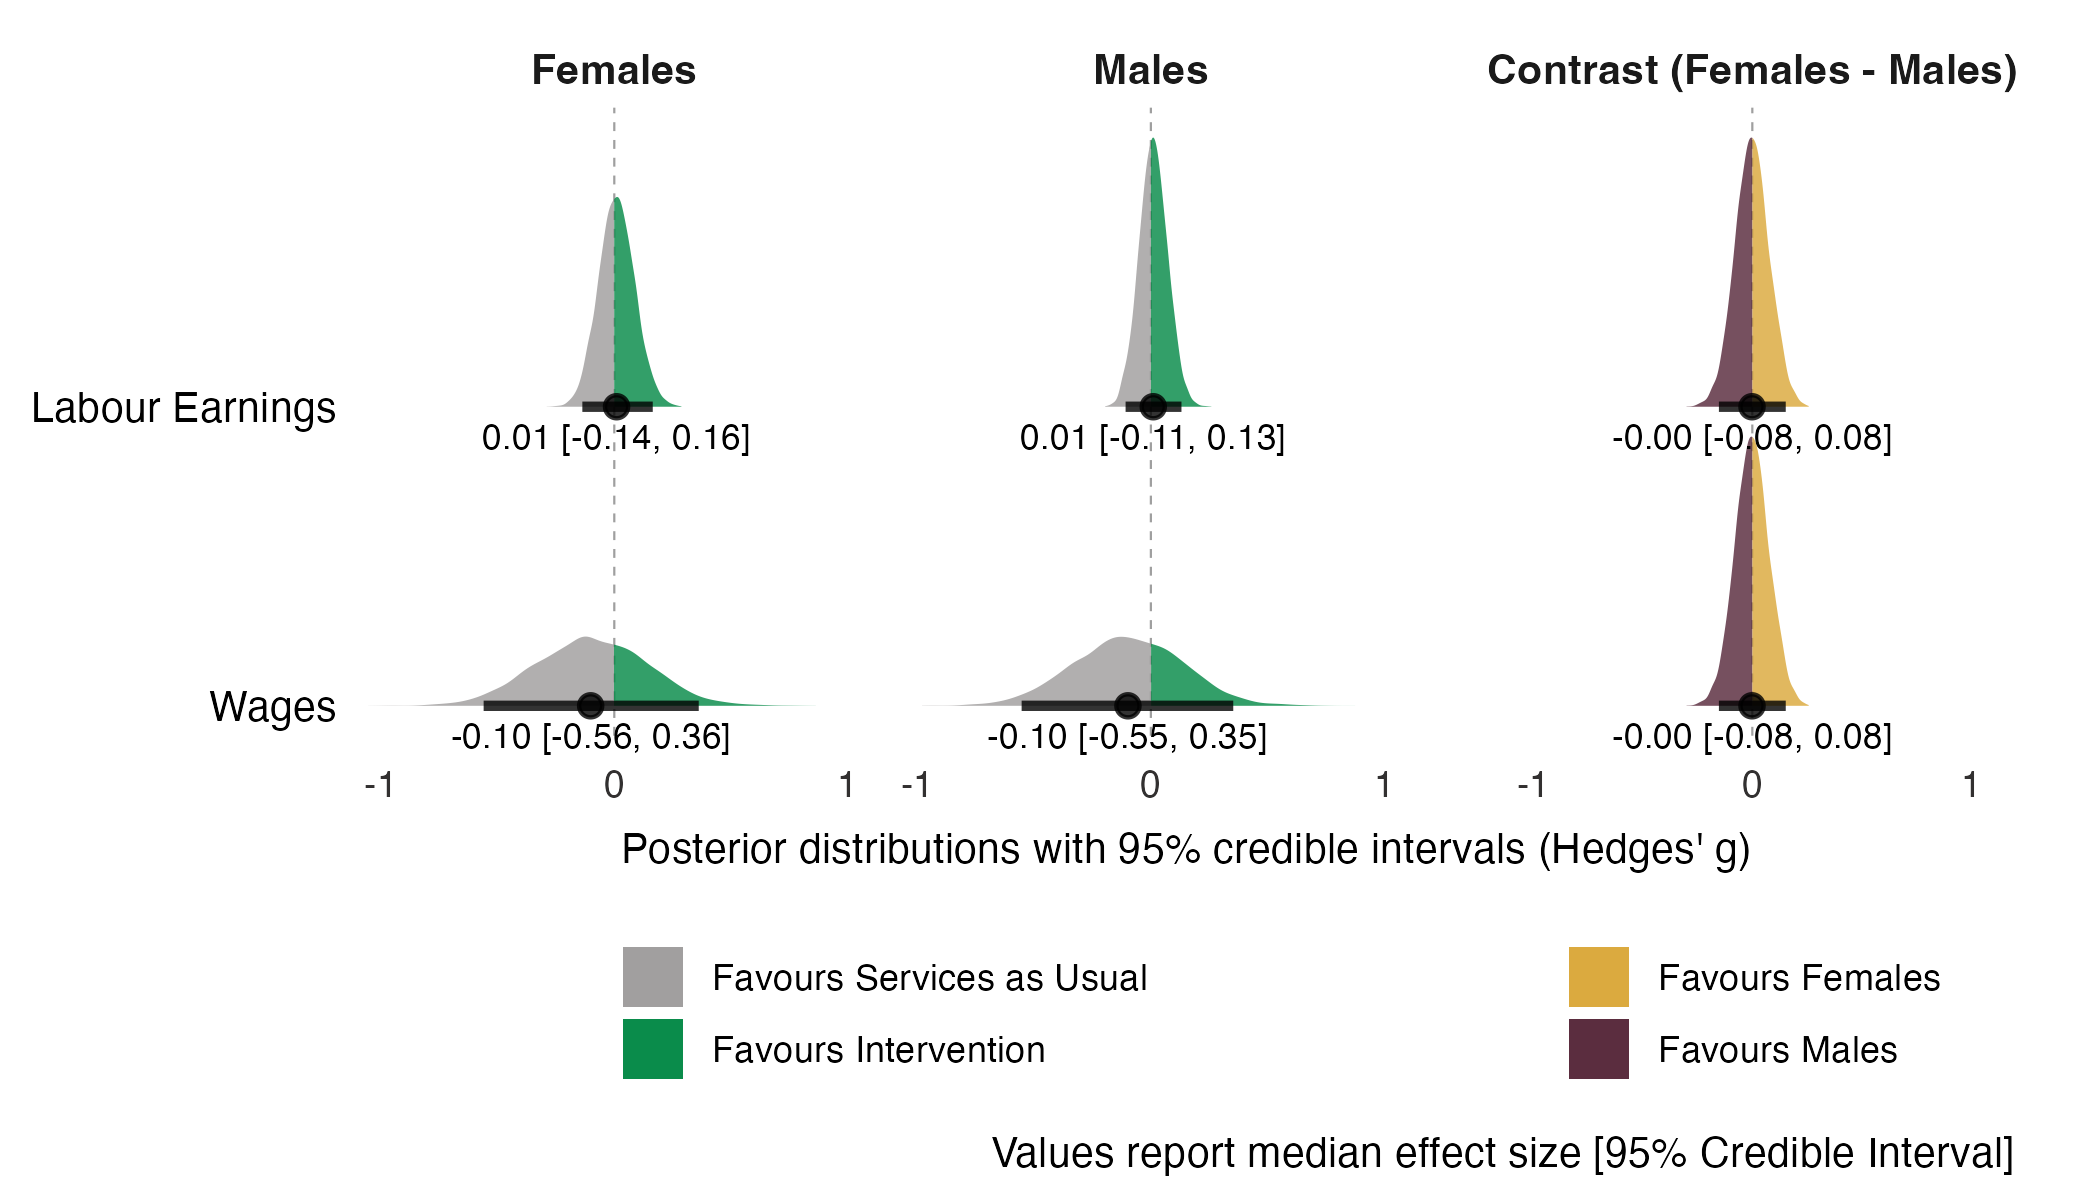 Females Males Contrast (Females - Males)
Labour Earnings
0.01 [-0.14, 0.16] 0.01 [-0.11, 0.13] -0.00 [-0.08, 0.08]
Wages
-0.10 [-0.56, 0.36] -0.10 [-0.55, 0.35] -0.00 [-0.08, 0.08]
-1 0 1 -1 0 1 -1 0 1
Posterior distributions with 95% credible intervals (Hedges' g)
Favours Services as Usual Favours Females
Favours Intervention Favours Males
Values report median effect size [95% Credible Interval]